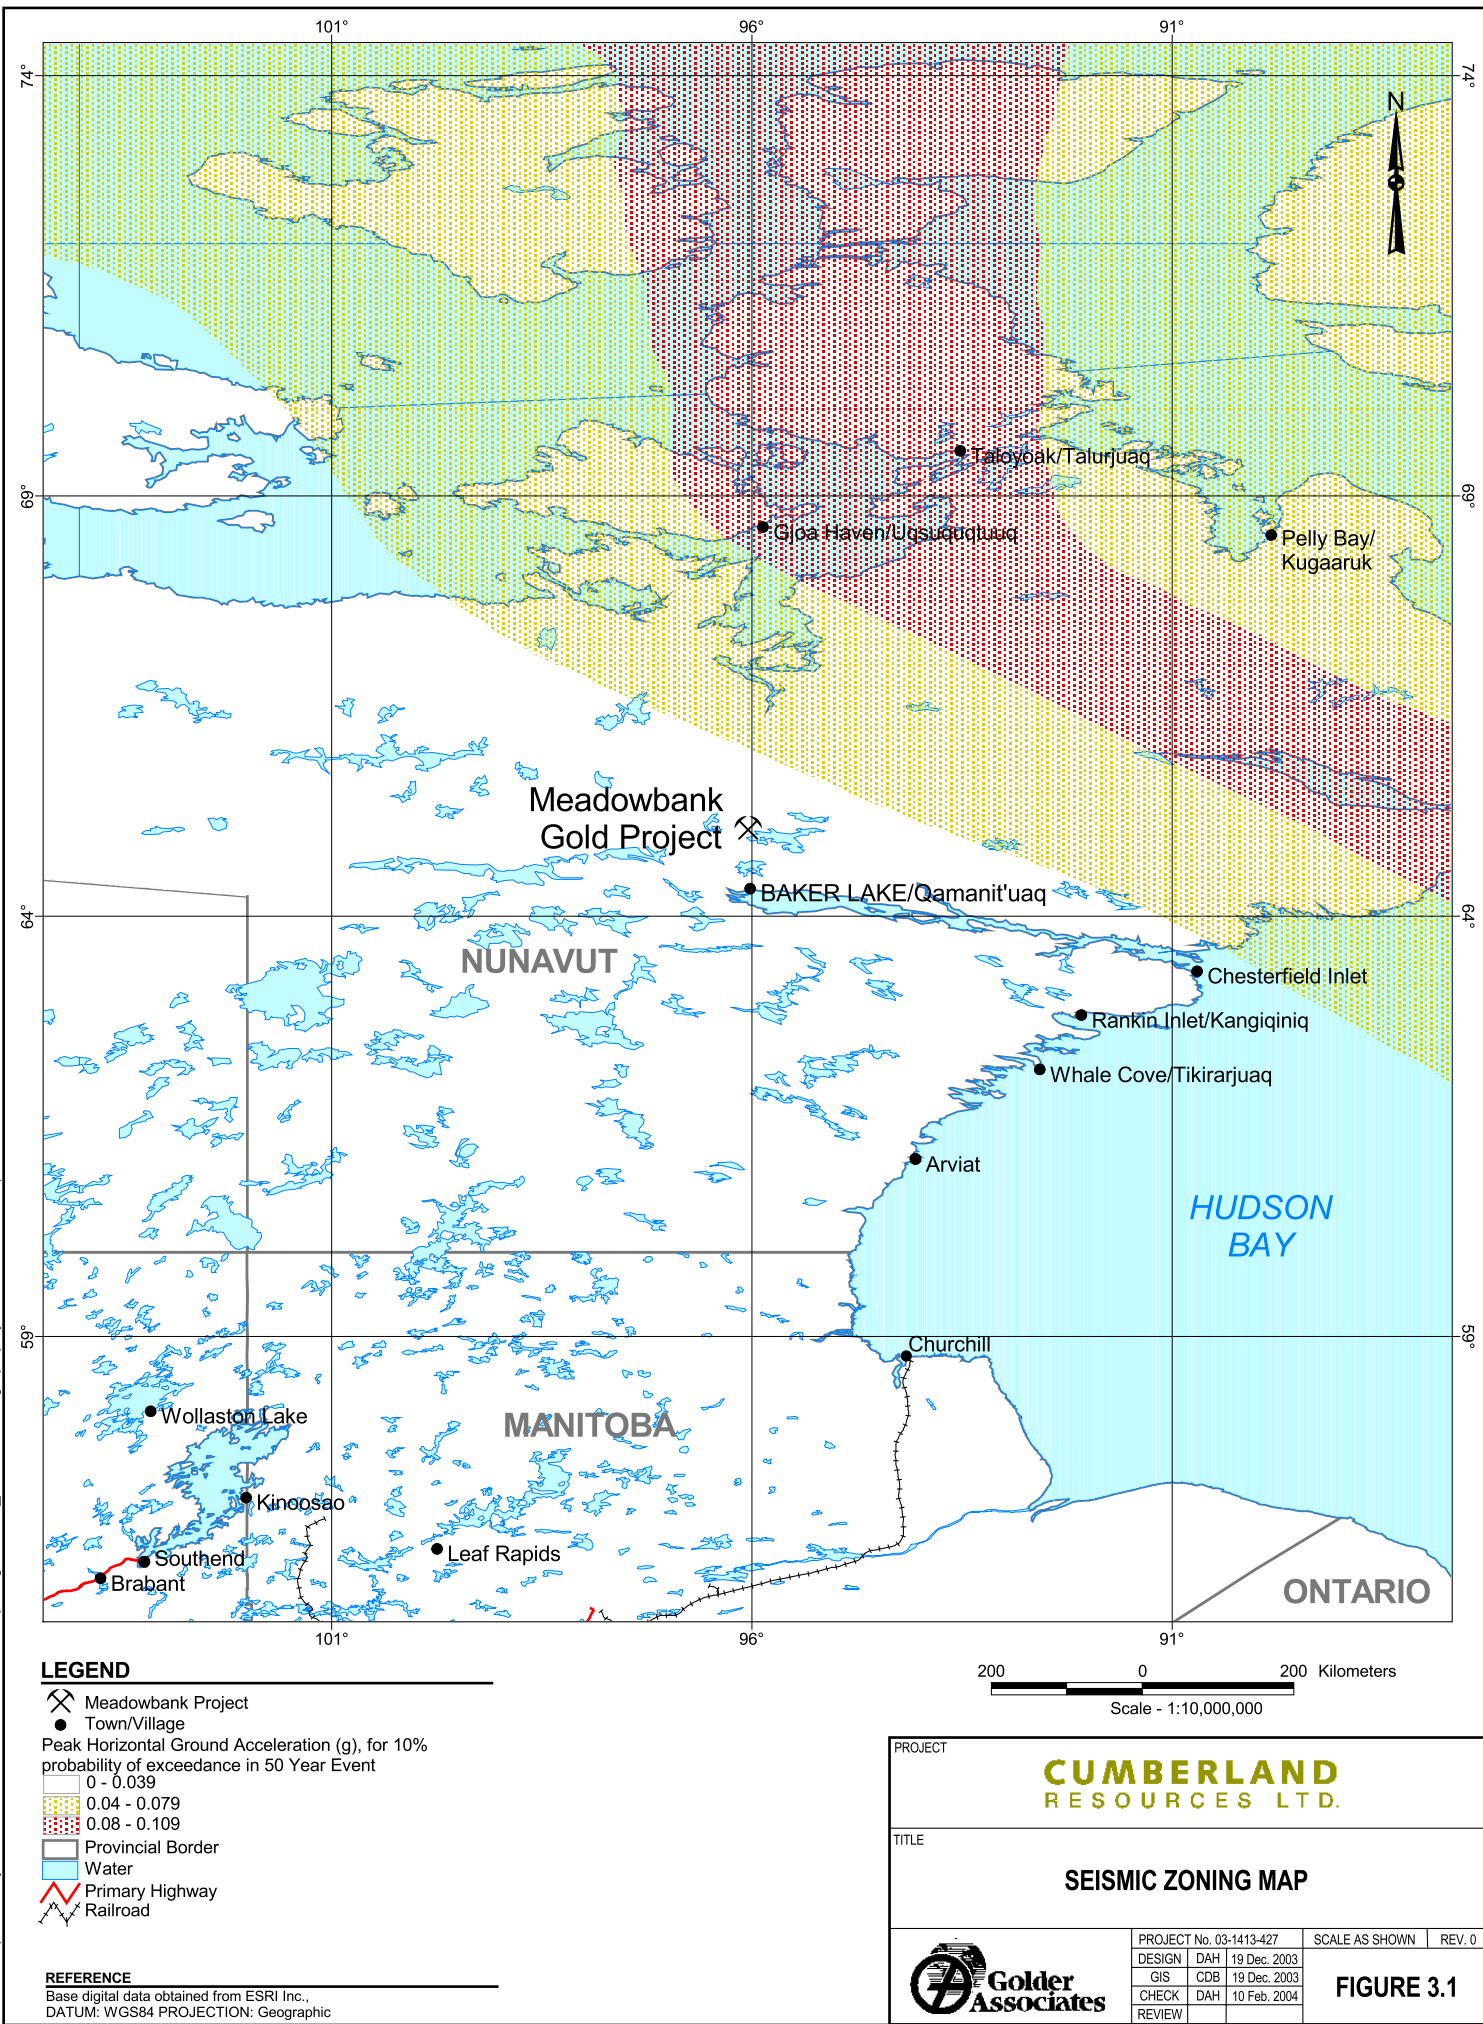 101°
96°
91°
74°
74°
N
Taloyoak/Talurjuaq
69°
69°
Gjoa Haven/Uqsuquqtuuq
Pelly Bay/
Kugaaruk
Meadowbank
Gold Project
BAKER LAKE/Qamanit'uaq
64°
64°
NUNAVUT
Chesterfield Inlet
Rankin Inlet/Kangiqiniq
Whale Cove/Tikirarjuaq
Arviat
HUDSON
BAY
59°
59°
Churchill
Wollaston Lake
MANITOBA
Kinoosao
Leaf Rapids
Southend
Brabant
ONTARIO
101°
96°
91°
LEGEND
Meadowbank Project
Town/Village
Peak Horizontal Ground Acceleration (g), for 10%
probability of exceedance in 50 Year Event
0 - 0.039
0.04 - 0.079
0.08 - 0.109
Provincial Border
Water
Primary Highway
Railroad
REFERENCE
Base digital data obtained from ESRI Inc.,
DATUM: WGS84 PROJECTION: Geographic
200 0 200 Kilometers
Scale - 1:10,000,000
PROJECT
CUMBERLAND
RESOURCES LTD.
TITLE
SEISMIC ZONING MAP
Golder
Associates
PROJECT No. 03-1413-427 SCALE AS SHOWN REV. 0
DESIGN DAH 19 Dec. 2003
GIS CDB 19 Dec. 2003
CHECK DAH 10 Feb. 2004
REVIEW
FIGURE 3.1